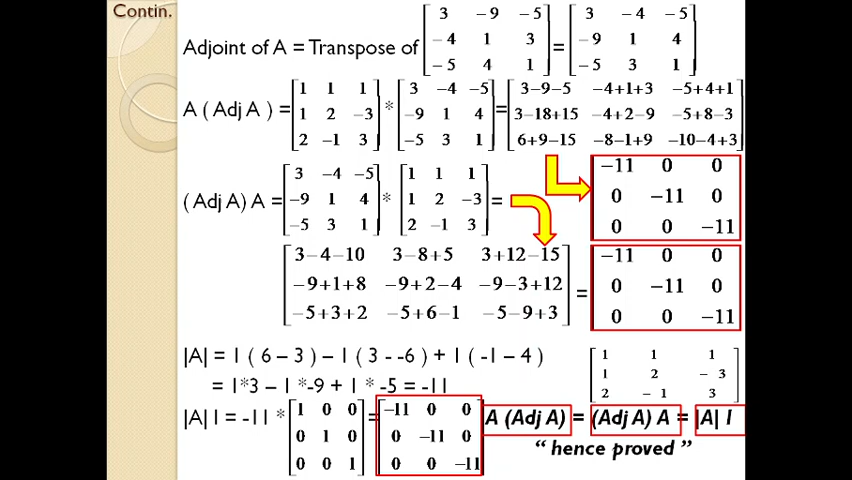 Contin.
Adjoint of A = Transpose of [3 −9 −5; −4 1 3; −5 4 1] = [3 −4 −5; −9 1 4; −5 3 1]
A ( Adj A ) = [1 1 1; 1 2 −3; 2 −1 3] * [3 −4 −5; −9 1 4; −5 3 1] = [3−9−5 −4+1+3 −5+4+1; 3−18+15 −4+2−9 −5+8−3; 6+9−15 −8−1+9 −10−4+3]
[−11 0 0; 0 −11 0; 0 0 −11]
( Adj A) A = [3 −4 −5; −9 1 4; −5 3 1] * [1 1 1; 1 2 −3; 2 −1 3] =
[3−4−10 3−8+5 3+12−15; −9+1+8 −9+2−4 −9−3+12; −5+3+2 −5+6−1 −5−9+3] = [−11 0 0; 0 −11 0; 0 0 −11]
|A| = 1 ( 6 – 3 ) – 1 ( 3 - -6 ) + 1 ( -1 – 4 )
[1 1 1; 1 2 −3; 2 −1 3]
= 1*3 – 1 *-9 + 1 * -5 = -11
|A| I = -11 * [1 0 0; 0 1 0; 0 0 1] = [−11 0 0; 0 −11 0; 0 0 −11]
A (Adj A) = (Adj A) A = |A| I
“ hence proved ”